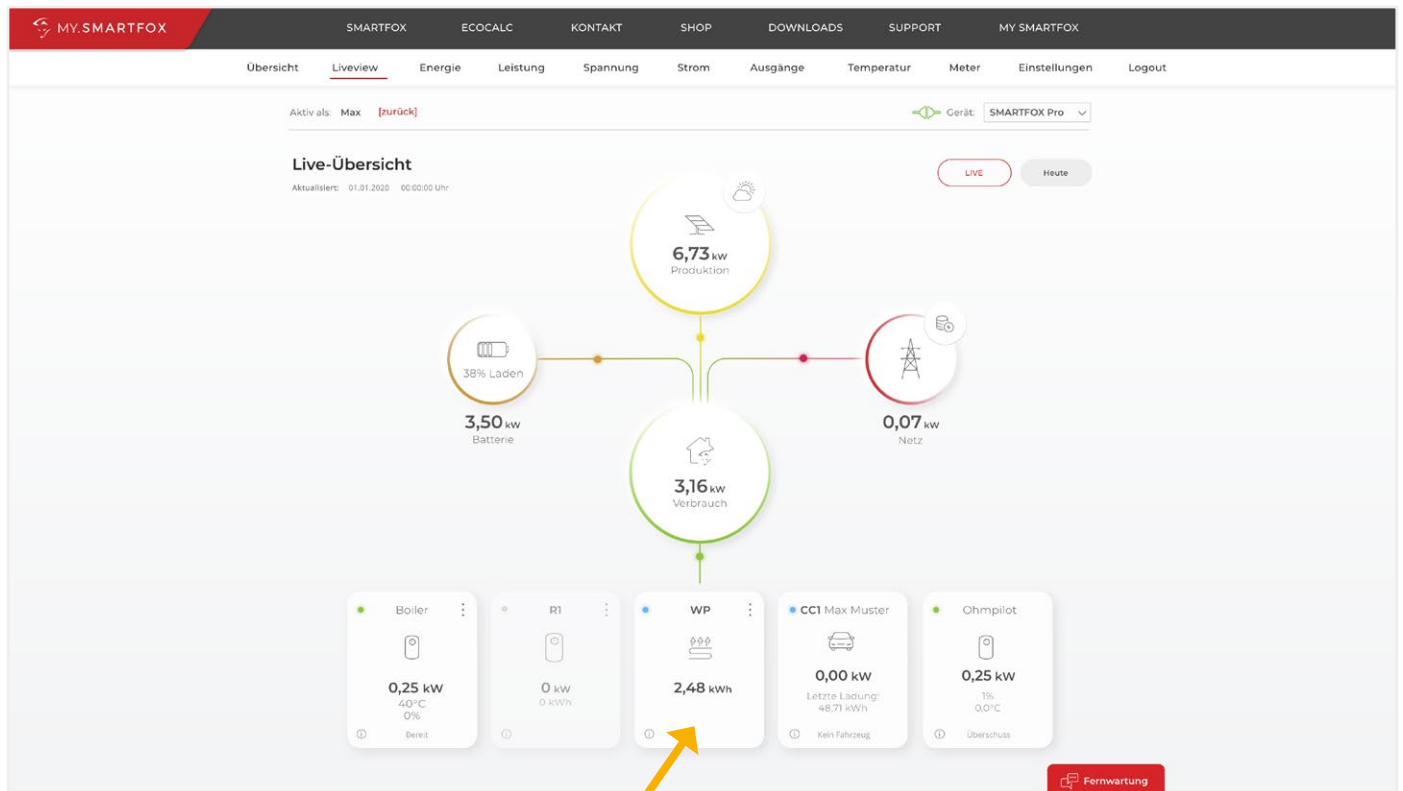 MY.SMARTFOX
SMARTFOX ECOCALC KONTAKT SHOP DOWNLOADS SUPPORT MY SMARTFOX
Übersicht Liveview Energie Leistung Spannung Strom Ausgänge Temperatur Meter Einstellungen Logout
Aktiv als: Max [zurück] Gerät: SMARTFOX Pro
Live-Übersicht
LIVE Heute
Aktualisiert: 01.01.2020 00:00:00 Uhr
6,73 kW
Produktion
38% Laden
3,50 kW
Batterie
0,07 kW
Netz
3,16 kW
Verbrauch
Boiler
0,25 kW
40°C
0%
Bereit
R1
0 kW
0 kWh
WP
2,48 kWh
CC1 Max Muster
0,00 kW
Letzte Ladung:
48,71 kWh
Kein Fahrzeug
Ohmpilot
0,25 kW
1%
0,0°C
Überschuss
Fernwartung